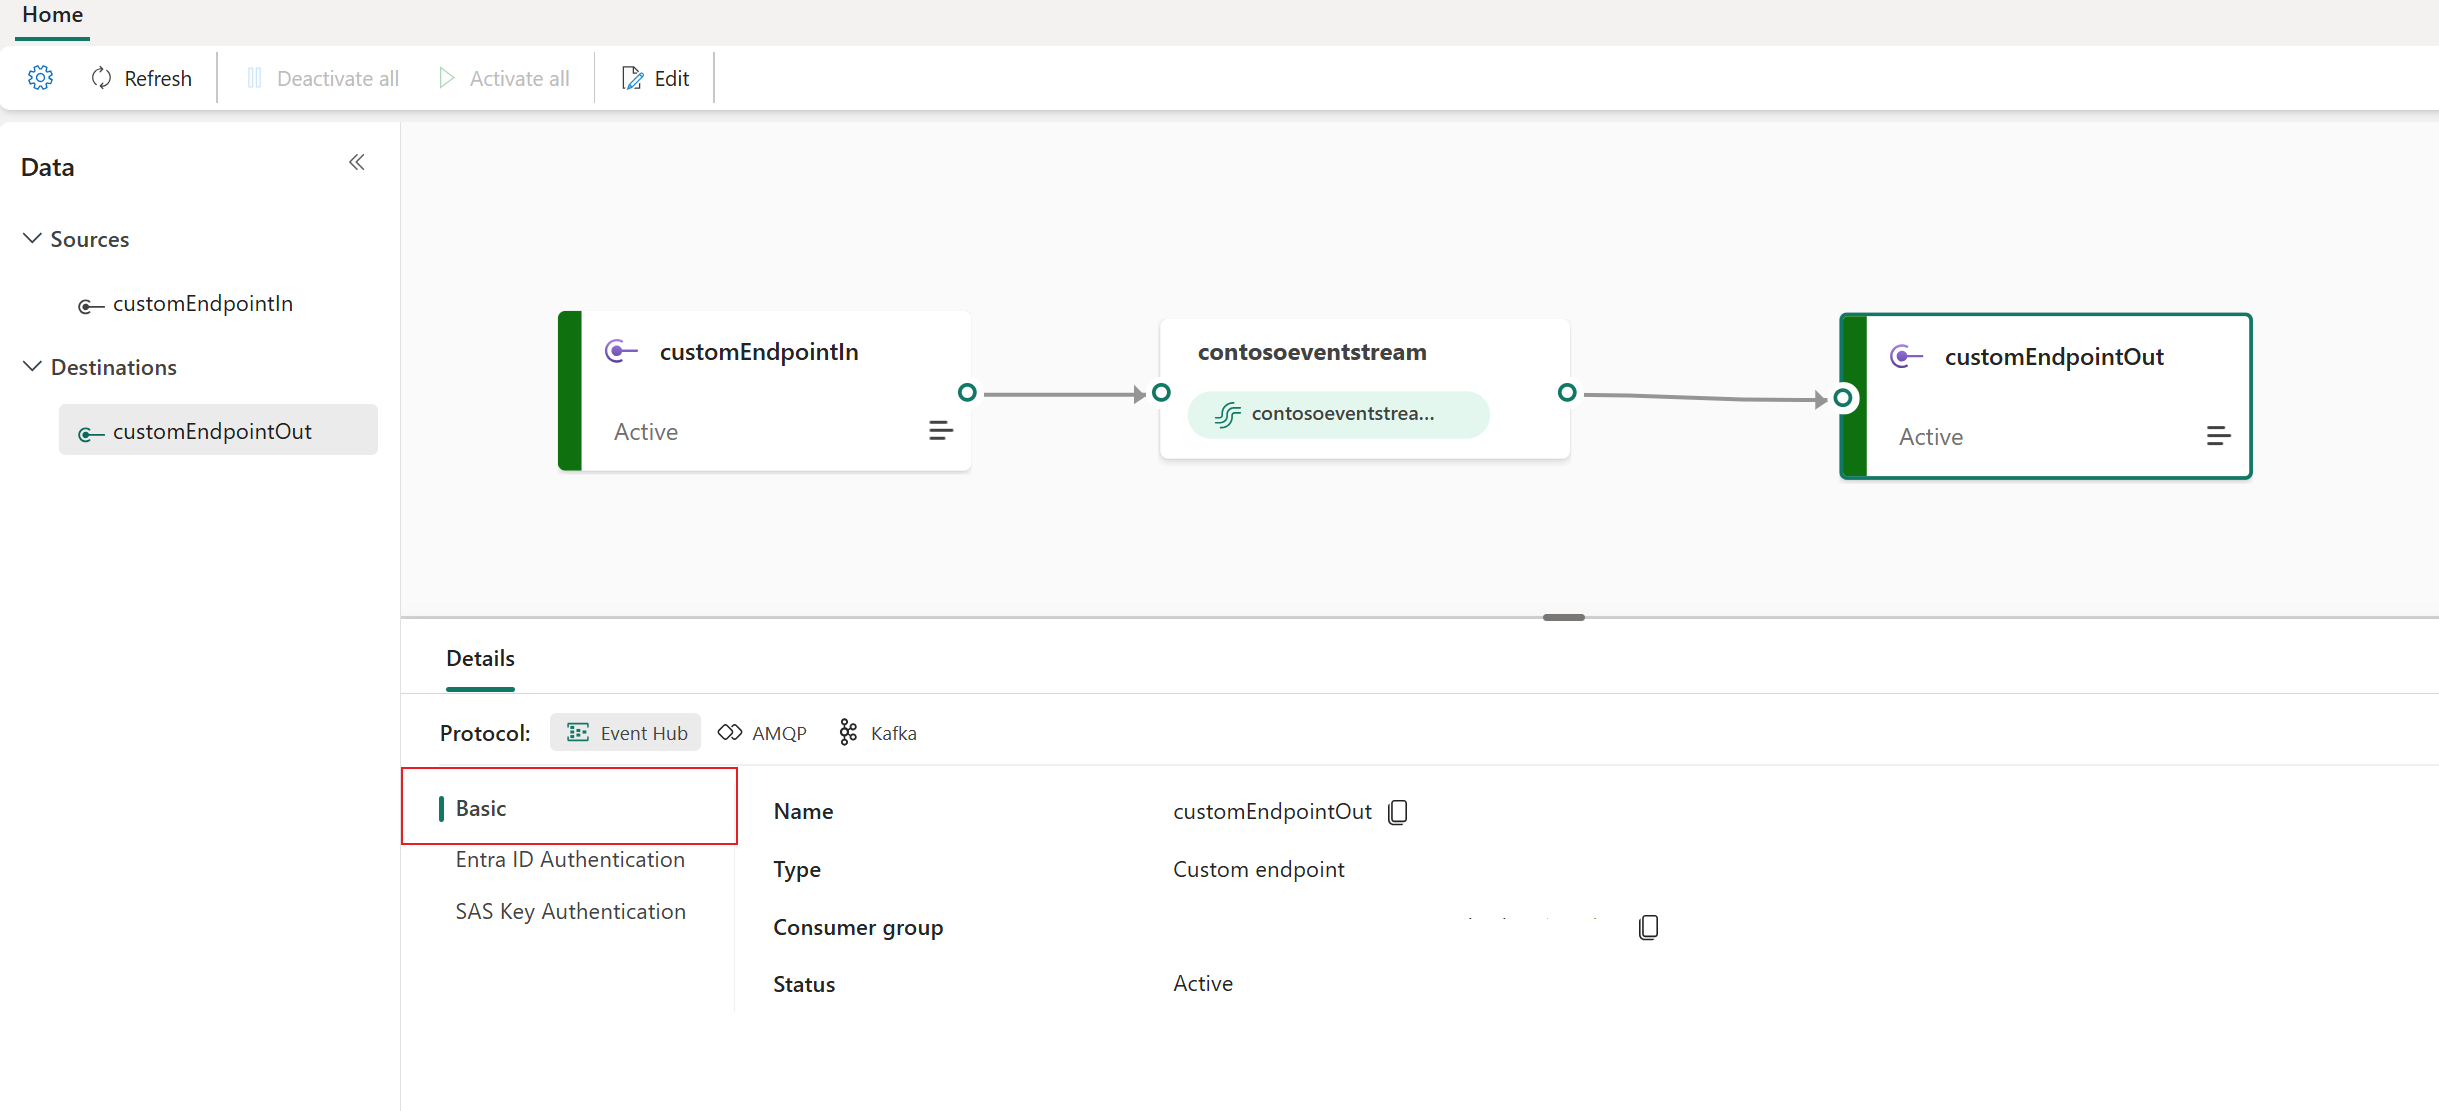 Home
Refresh
Deactivate all
Activate all
Edit
Data
Sources
customEndpointIn
Destinations
customEndpointOut
customEndpointIn
Active
contosoeventstream
contosoeventstrea...
customEndpointOut
Active
Details
Protocol:
Event Hub
AMQP
Kafka
Basic
Entra ID Authentication
SAS Key Authentication
Name
customEndpointOut
Type
Custom endpoint
Consumer group
Status
Active